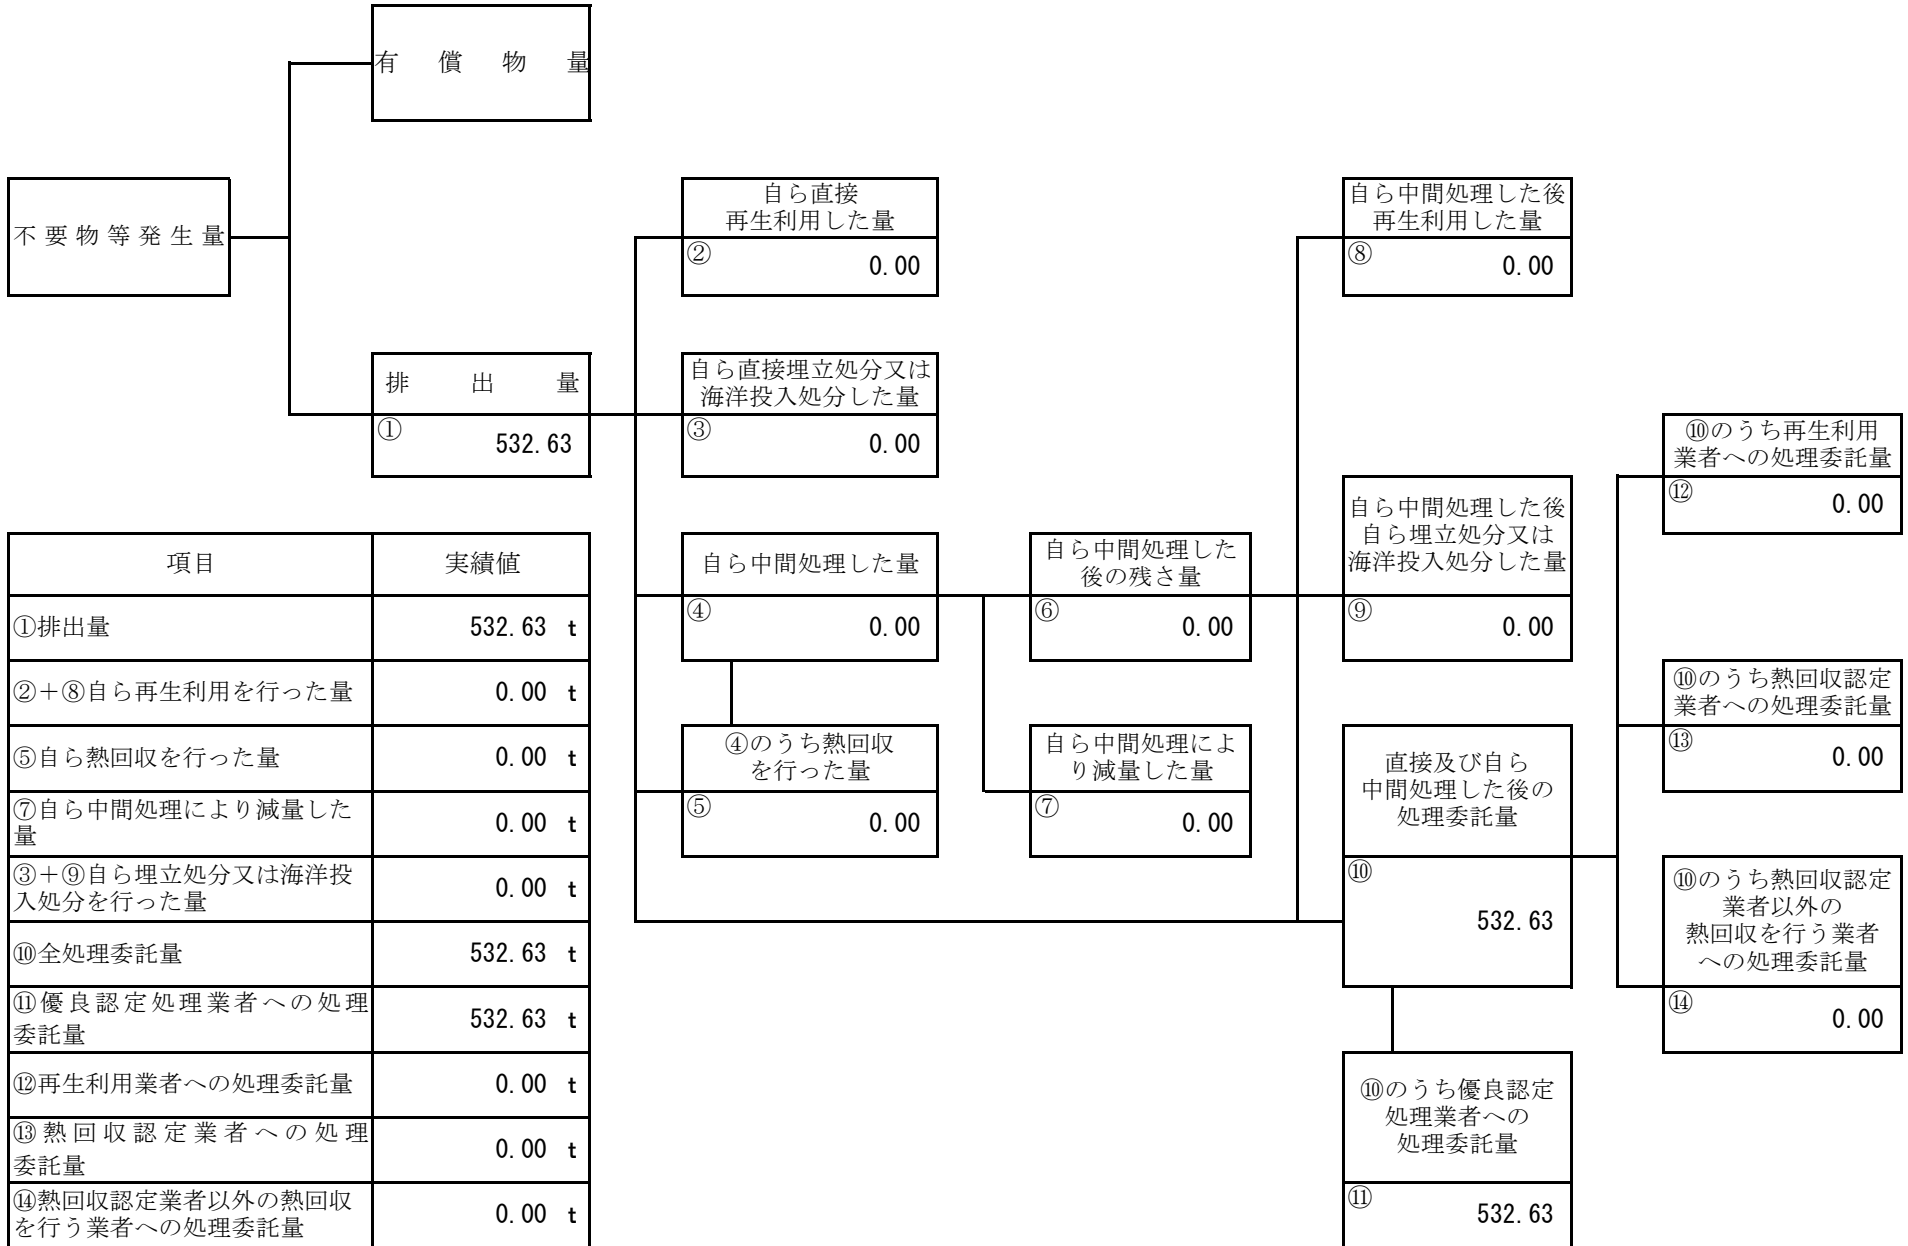 有償物量
不要物等発生量
排出量
①
532.63
自ら直接
再生利用した量
②
0.00
自ら直接埋立処分又は
海洋投入処分した量
③
0.00
自ら中間処理した量
④
0.00
④のうち熱回収
を行った量
⑤
0.00
自ら中間処理した
後の残さ量
⑥
0.00
自ら中間処理によ
り減量した量
⑦
0.00
自ら中間処理した後
再生利用した量
⑧
0.00
自ら中間処理した後
自ら埋立処分又は
海洋投入処分した量
⑨
0.00
直接及び自ら
中間処理した後の
処理委託量
⑩
532.63
⑩のうち優良認定
処理業者への
処理委託量
⑪
532.63
⑩のうち再生利用
業者への処理委託量
⑫
0.00
⑩のうち熱回収認定
業者への処理委託量
⑬
0.00
⑩のうち熱回収認定
業者以外の
熱回収を行う業者
への処理委託量
⑭
0.00
項目 実績値
①排出量 532.63 t
②+⑧自ら再生利用を行った量 0.00 t
⑤自ら熱回収を行った量 0.00 t
⑦自ら中間処理により減量した
量 0.00 t
③+⑨自ら埋立処分又は海洋投
入処分を行った量 0.00 t
⑩全処理委託量 532.63 t
⑪優良認定処理業者への処理
委託量 532.63 t
⑫再生利用業者への処理委託量 0.00 t
⑬熱回収認定業者への処理
委託量 0.00 t
⑭熱回収認定業者以外の熱回収
を行う業者への処理委託量 0.00 t